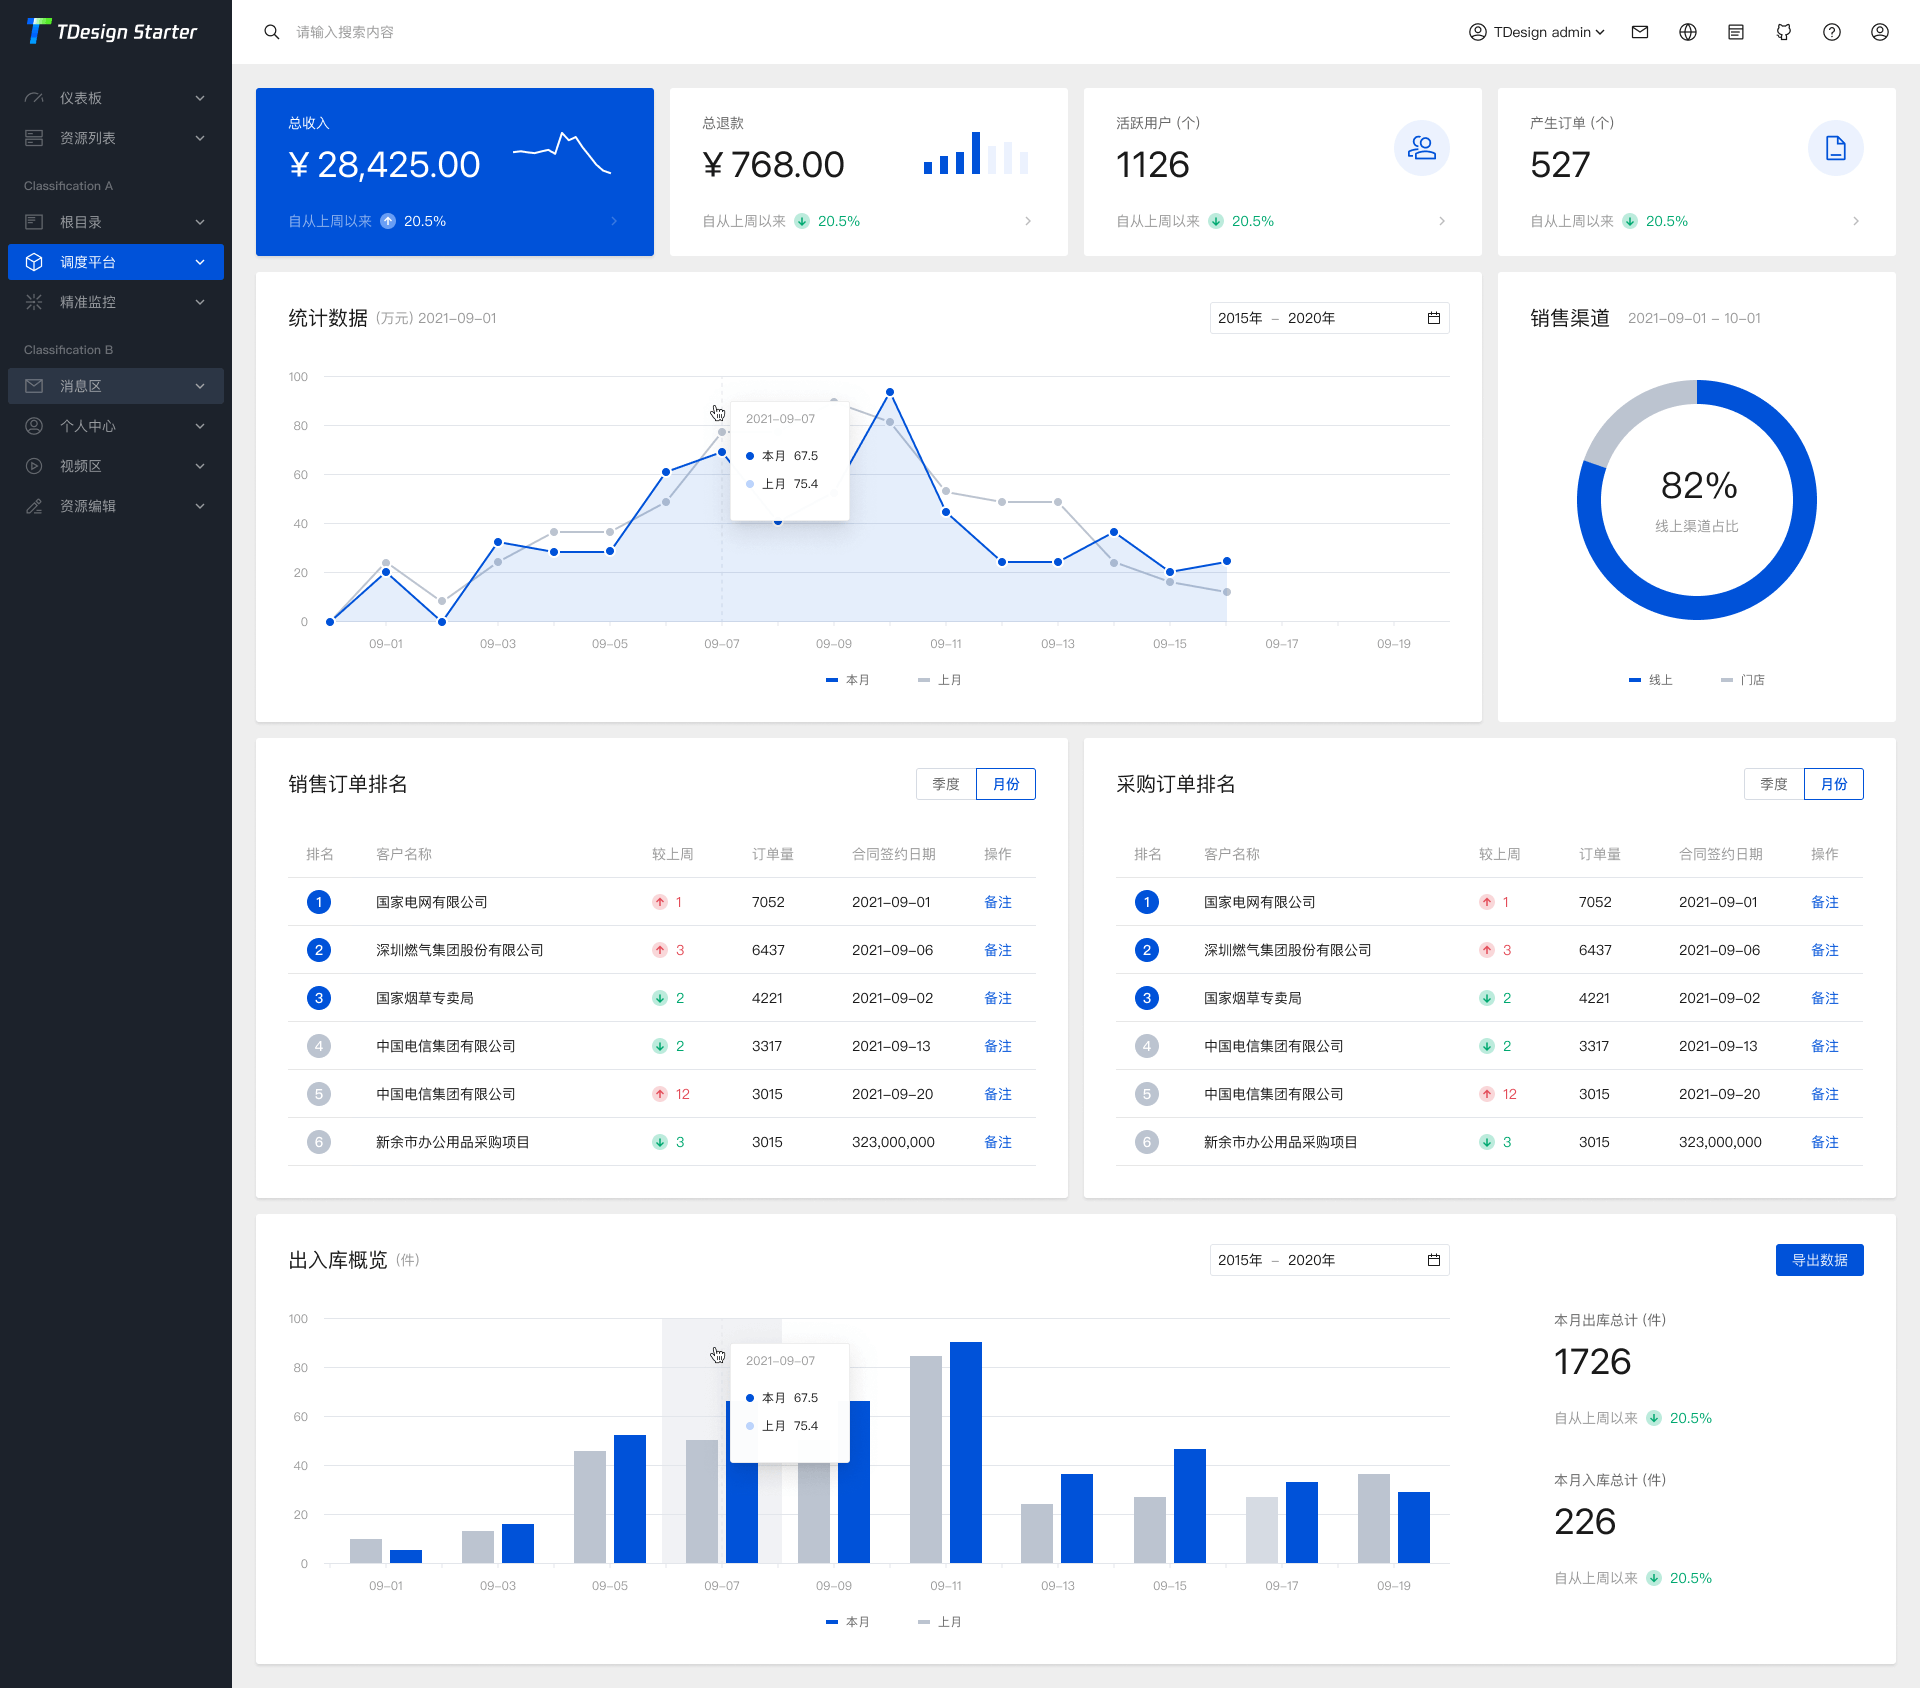 TDesign Starter
请输入搜索内容
TDesign admin
仪表板
资源列表
Classification A
根目录
调度平台
精准监控
Classification B
消息区
个人中心
视频区
资源编辑
总收入
¥ 28,425.00
自从上周以来 20.5%
总退款
¥ 768.00
自从上周以来 20.5%
活跃用户 (个)
1126
自从上周以来 20.5%
产生订单 (个)
527
自从上周以来 20.5%
统计数据 (万元) 2021-09-01
2015年 - 2020年
100
80
60
40
20
0
2021-09-07
本月 67.5
上月 75.4
09-01 09-03 09-05 09-07 09-09 09-11 09-13 09-15 09-17 09-19
本月 上月
销售渠道 2021-09-01 - 10-01
82%
线上渠道占比
线上 门店
销售订单排名
季度 月份
排名 客户名称 较上周 订单量 合同签约日期 操作
1 国家电网有限公司 1 7052 2021-09-01 备注
2 深圳燃气集团股份有限公司 3 6437 2021-09-06 备注
3 国家烟草专卖局 2 4221 2021-09-02 备注
4 中国电信集团有限公司 2 3317 2021-09-13 备注
5 中国电信集团有限公司 12 3015 2021-09-20 备注
6 新余市办公用品采购项目 3 3015 323,000,000 备注
采购订单排名
季度 月份
排名 客户名称 较上周 订单量 合同签约日期 操作
1 国家电网有限公司 1 7052 2021-09-01 备注
2 深圳燃气集团股份有限公司 3 6437 2021-09-06 备注
3 国家烟草专卖局 2 4221 2021-09-02 备注
4 中国电信集团有限公司 2 3317 2021-09-13 备注
5 中国电信集团有限公司 12 3015 2021-09-20 备注
6 新余市办公用品采购项目 3 3015 323,000,000 备注
出入库概览 (件)
2015年 - 2020年
导出数据
100
80
60
40
20
0
2021-09-07
本月 67.5
上月 75.4
09-01 09-03 09-05 09-07 09-09 09-11 09-13 09-15 09-17 09-19
本月 上月
本月出库总计 (件)
1726
自从上周以来 20.5%
本月入库总计 (件)
226
自从上周以来 20.5%